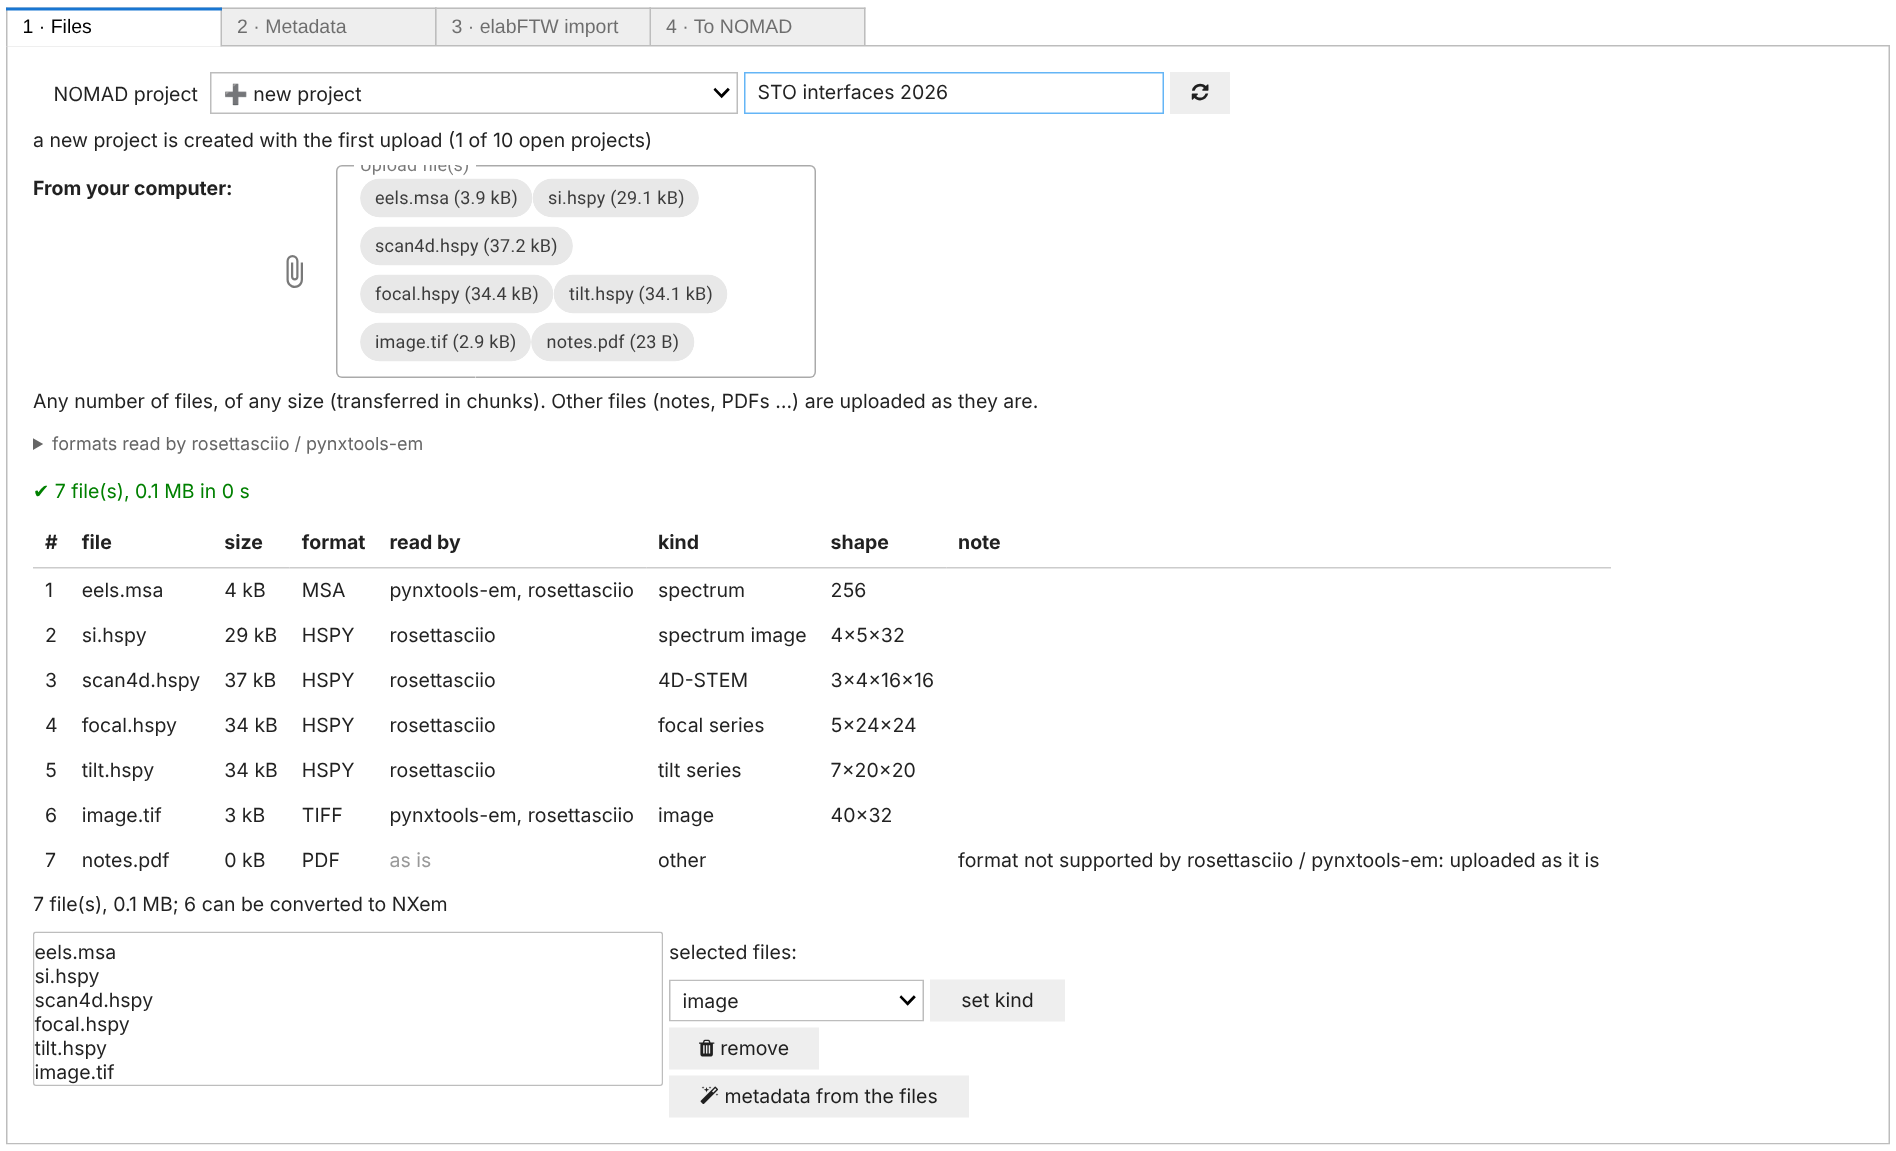 1 · Files
2 · Metadata
3 · elabFTW import
4 · To NOMAD
NOMAD project
➕ new project
STO interfaces 2026
a new project is created with the first upload (1 of 10 open projects)
From your computer:
Upload file(s)
eels.msa (3.9 kB)
si.hspy (29.1 kB)
scan4d.hspy (37.2 kB)
focal.hspy (34.4 kB)
tilt.hspy (34.1 kB)
image.tif (2.9 kB)
notes.pdf (23 B)
Any number of files, of any size (transferred in chunks). Other files (notes, PDFs ...) are uploaded as they are.
▶ formats read by rosettasciio / pynxtools-em
✔ 7 file(s), 0.1 MB in 0 s
# file size format read by kind shape note
1 eels.msa 4 kB MSA pynxtools-em, rosettasciio spectrum 256
2 si.hspy 29 kB HSPY rosettasciio spectrum image 4×5×32
3 scan4d.hspy 37 kB HSPY rosettasciio 4D-STEM 3×4×16×16
4 focal.hspy 34 kB HSPY rosettasciio focal series 5×24×24
5 tilt.hspy 34 kB HSPY rosettasciio tilt series 7×20×20
6 image.tif 3 kB TIFF pynxtools-em, rosettasciio image 40×32
7 notes.pdf 0 kB PDF as is other format not supported by rosettasciio / pynxtools-em: uploaded as it is
7 file(s), 0.1 MB; 6 can be converted to NXem
eels.msa
si.hspy
scan4d.hspy
focal.hspy
tilt.hspy
image.tif
selected files:
image
set kind
remove
metadata from the files